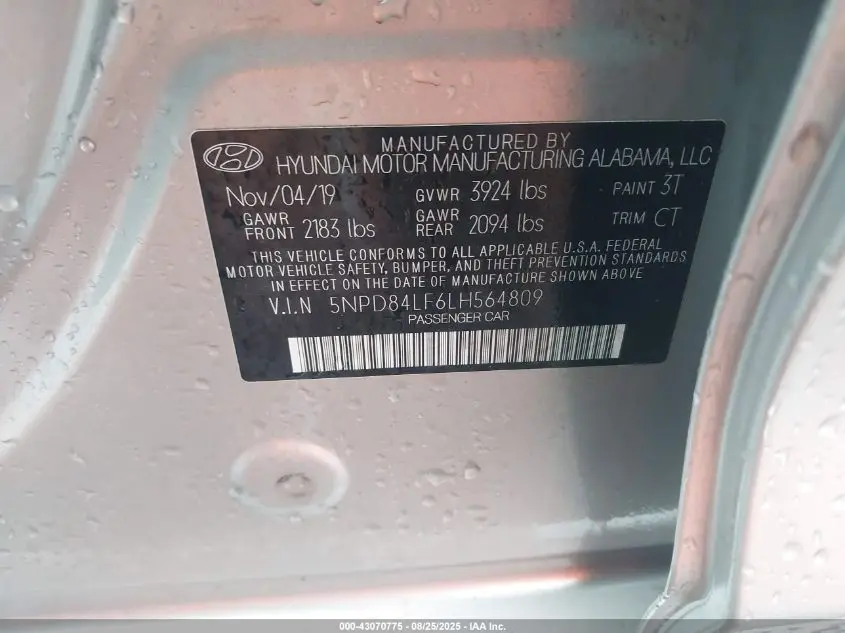 MANUFACTURED BY
HYUNDAI MOTOR MANUFACTURING ALABAMA, LLC
Nov/04/19 GVWR 3924 lbs PAINT 3T
GAWR FRONT 2183 lbs GAWR REAR 2094 lbs TRIM CT
THIS VEHICLE CONFORMS TO ALL APPLICABLE U.S.A. FEDERAL
MOTOR VEHICLE SAFETY, BUMPER, AND THEFT PREVENTION STANDARDS
IN EFFECT ON THE DATE OF MANUFACTURE SHOWN ABOVE
V.I.N 5NPD84LF6LH564809
PASSENGER CAR
000-43070775 - 08/25/2025 - IAA Inc.